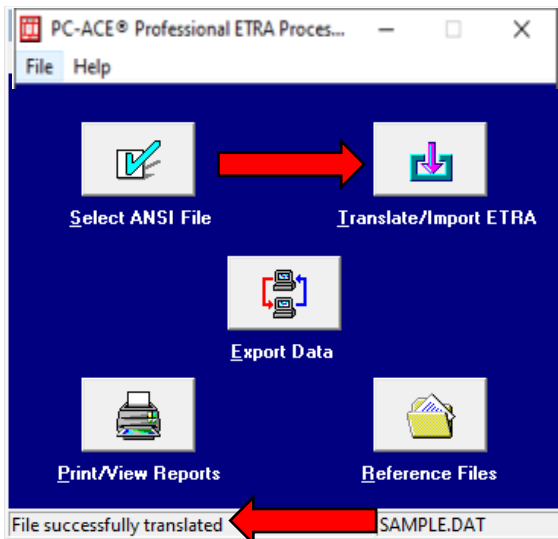 PC-ACE® Professional ETRA Proces...
File Help
Select ANSI File
Translate/Import ETRA
Export Data
Print/View Reports
Reference Files
File successfully translated
SAMPLE.DAT